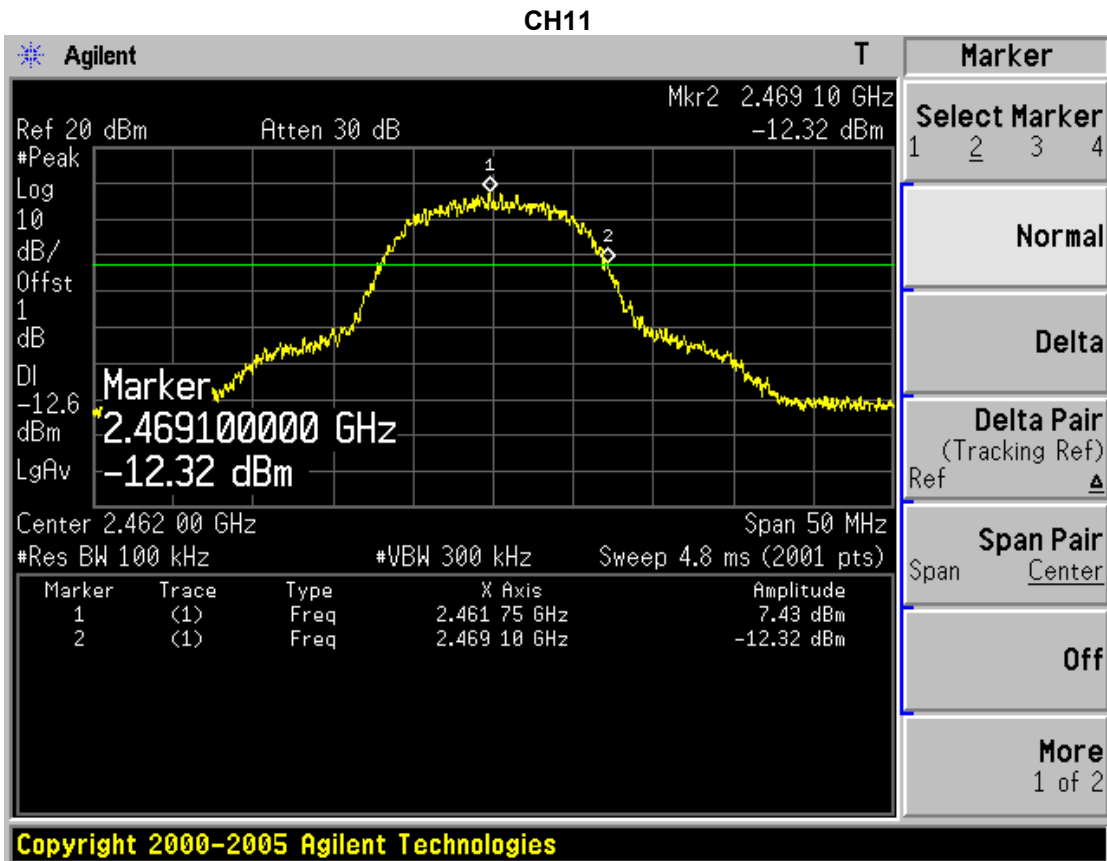 CH11
Agilent T
Mkr2 2.469 10 GHz
Ref 20 dBm Atten 30 dB -12.32 dBm
#Peak
Log
10
dB/
Offst
1
dB
DI
-12.6
dBm
LgAv
1
2
Marker
2.469100000 GHz
-12.32 dBm
Center 2.462 00 GHz Span 50 MHz
#Res BW 100 kHz #VBW 300 kHz Sweep 4.8 ms (2001 pts)
Marker Trace Type X Axis Amplitude
1 (1) Freq 2.461 75 GHz 7.43 dBm
2 (1) Freq 2.469 10 GHz -12.32 dBm
Marker
Select Marker
1 2 3 4
Normal
Delta
Delta Pair
(Tracking Ref)
Ref Δ
Span Pair
Span Center
Off
More
1 of 2
Copyright 2000-2005 Agilent Technologies